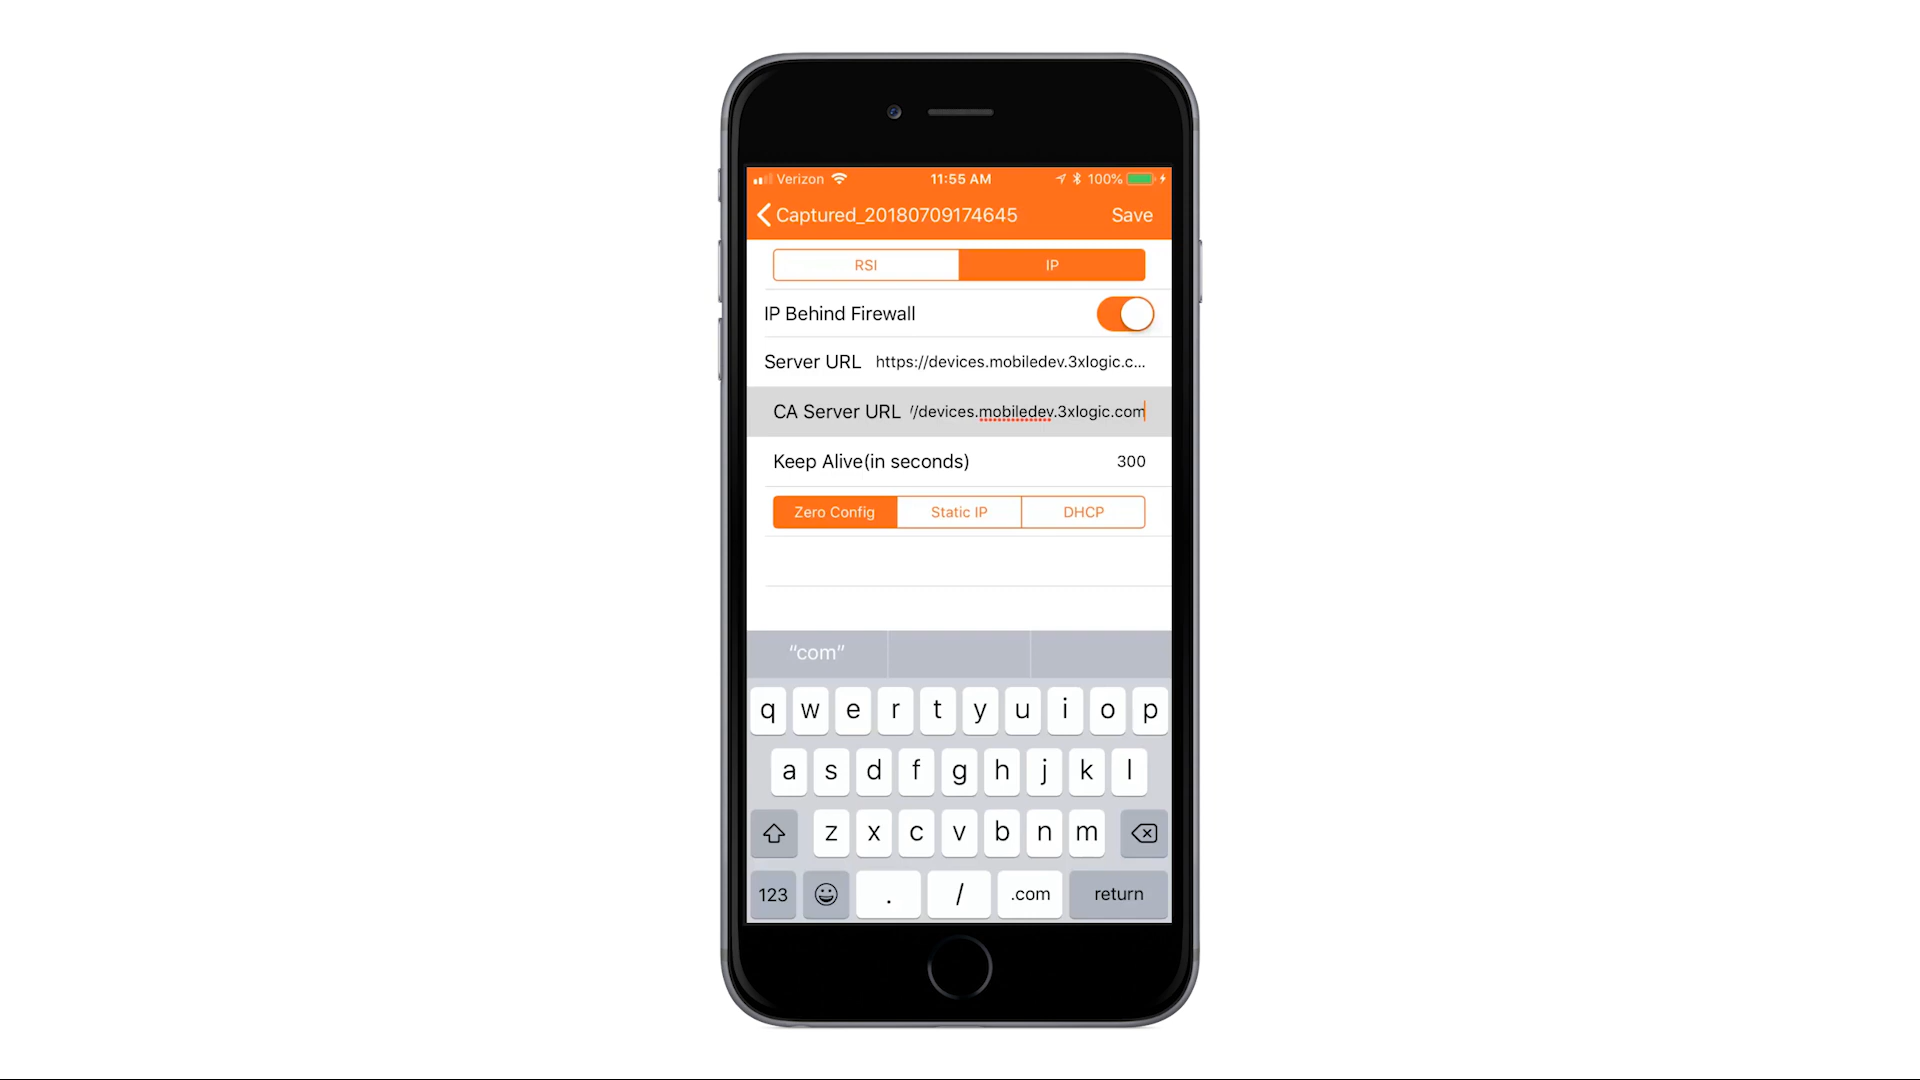 Verizon 11:55 AM 100%
Captured_20180709174645 Save
RSI IP
IP Behind Firewall
Server URL https://devices.mobiledev.3xlogic.c...
CA Server URL //devices.mobiledev.3xlogic.com
Keep Alive(in seconds) 300
Zero Config Static IP DHCP
“com”
q w e r t y u i o p
a s d f g h j k l
z x c v b n m
123 . / .com return